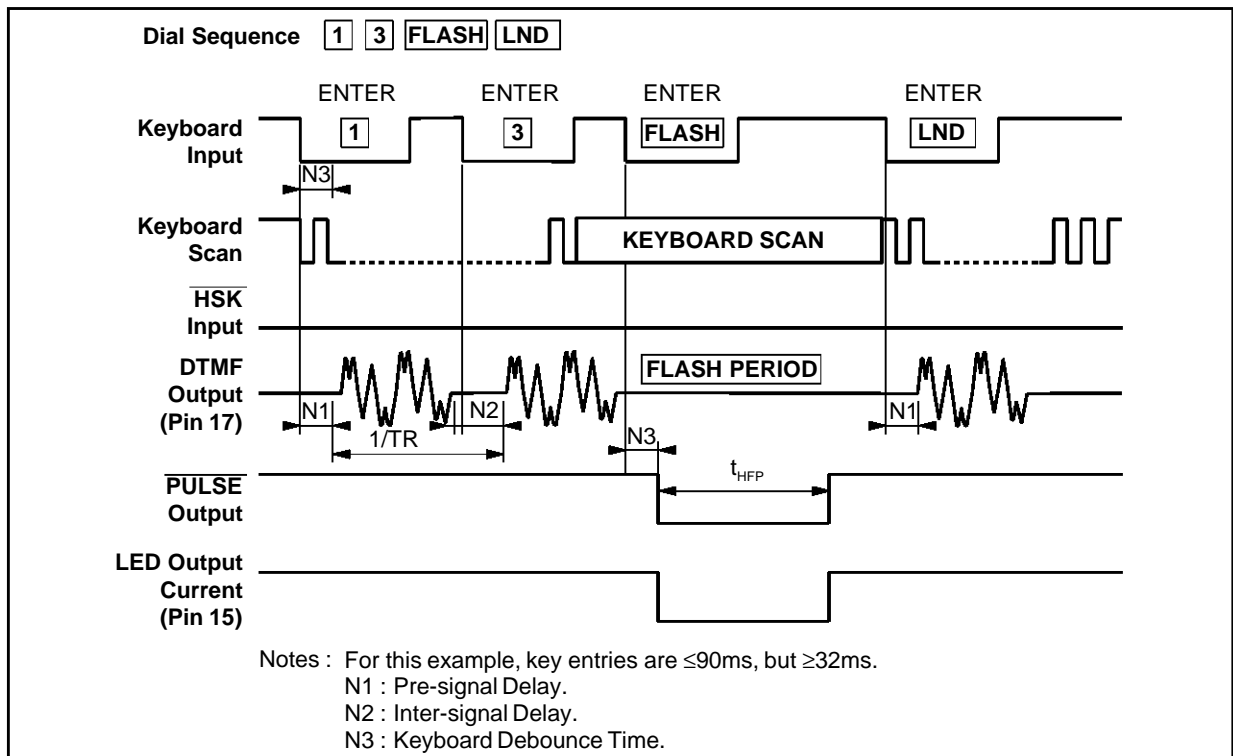 Dial Sequence 1 3 FLASH LND
ENTER ENTER ENTER ENTER
Keyboard Input
1 3 FLASH LND
N3
Keyboard Scan
KEYBOARD SCAN
HSK Input
DTMF Output (Pin 17)
FLASH PERIOD
N1 N2 N1
1/TR
N3
tHFP
PULSE Output
LED Output Current (Pin 15)
Notes : For this example, key entries are ≤90ms, but ≥32ms.
N1 : Pre-signal Delay.
N2 : Inter-signal Delay.
N3 : Keyboard Debounce Time.